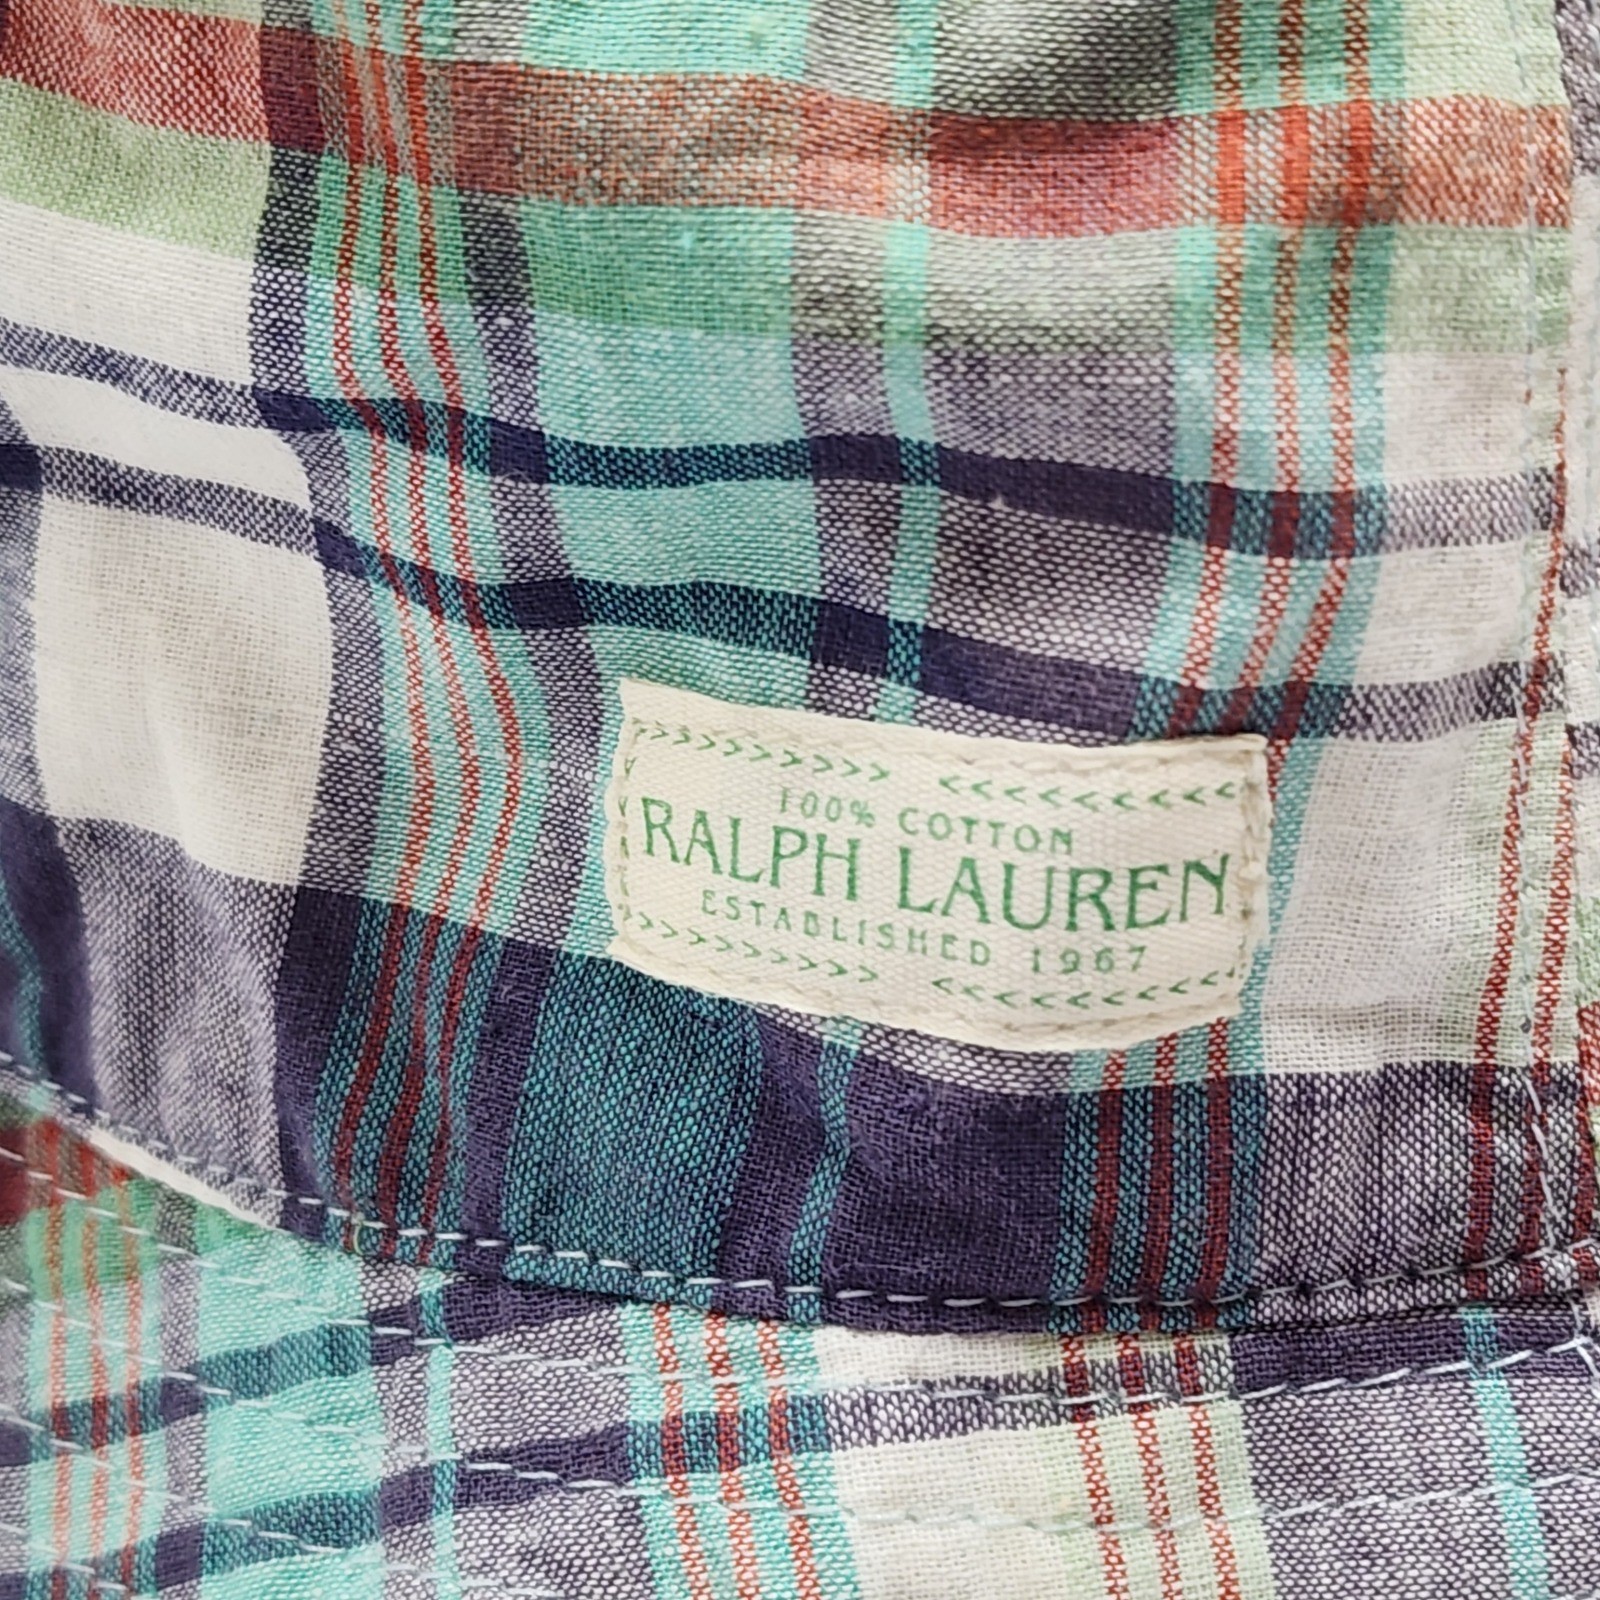 100% COTTON
RALPH LAUREN
ESTABLISHED 1967